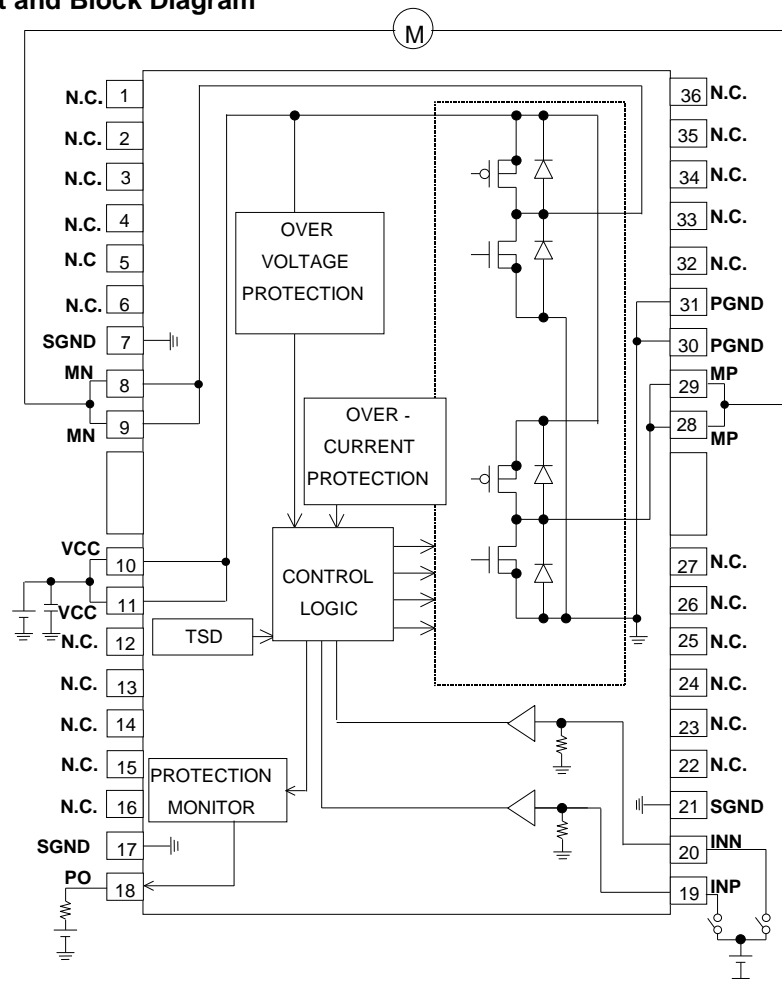 t and Block Diagram
M
N.C. 1
N.C. 2
N.C. 3
N.C. 4
N.C 5
N.C. 6
SGND 7
MN 8
MN 9
VCC 10
VCC 11
N.C. 12
N.C. 13
N.C. 14
N.C. 15
N.C. 16
SGND 17
PO 18
OVER
VOLTAGE
PROTECTION
OVER -
CURRENT
PROTECTION
CONTROL
LOGIC
TSD
PROTECTION
MONITOR
36 N.C.
35 N.C.
34 N.C.
33 N.C.
32 N.C.
31 PGND
30 PGND
29 MP
28 MP
27 N.C.
26 N.C.
25 N.C.
24 N.C.
23 N.C.
22 N.C.
21 SGND
20 INN
19 INP